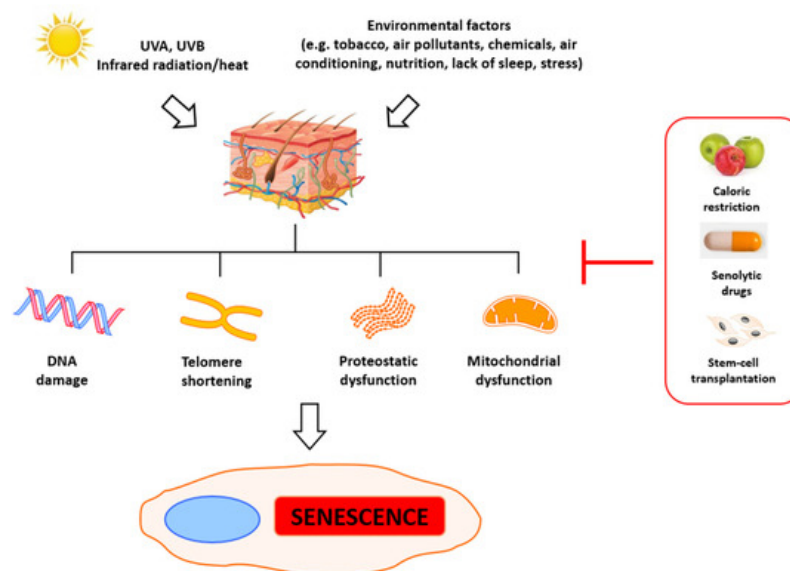 UVA, UVB
Infrared radiation/heat
Environmental factors
(e.g. tobacco, air pollutants, chemicals, air
conditioning, nutrition, lack of sleep, stress)
Caloric
restriction
Senolytic
drugs
Stem-cell
transplantation
DNA
damage
Telomere
shortening
Proteostatic
dysfunction
Mitochondrial
dysfunction
SENESCENCE